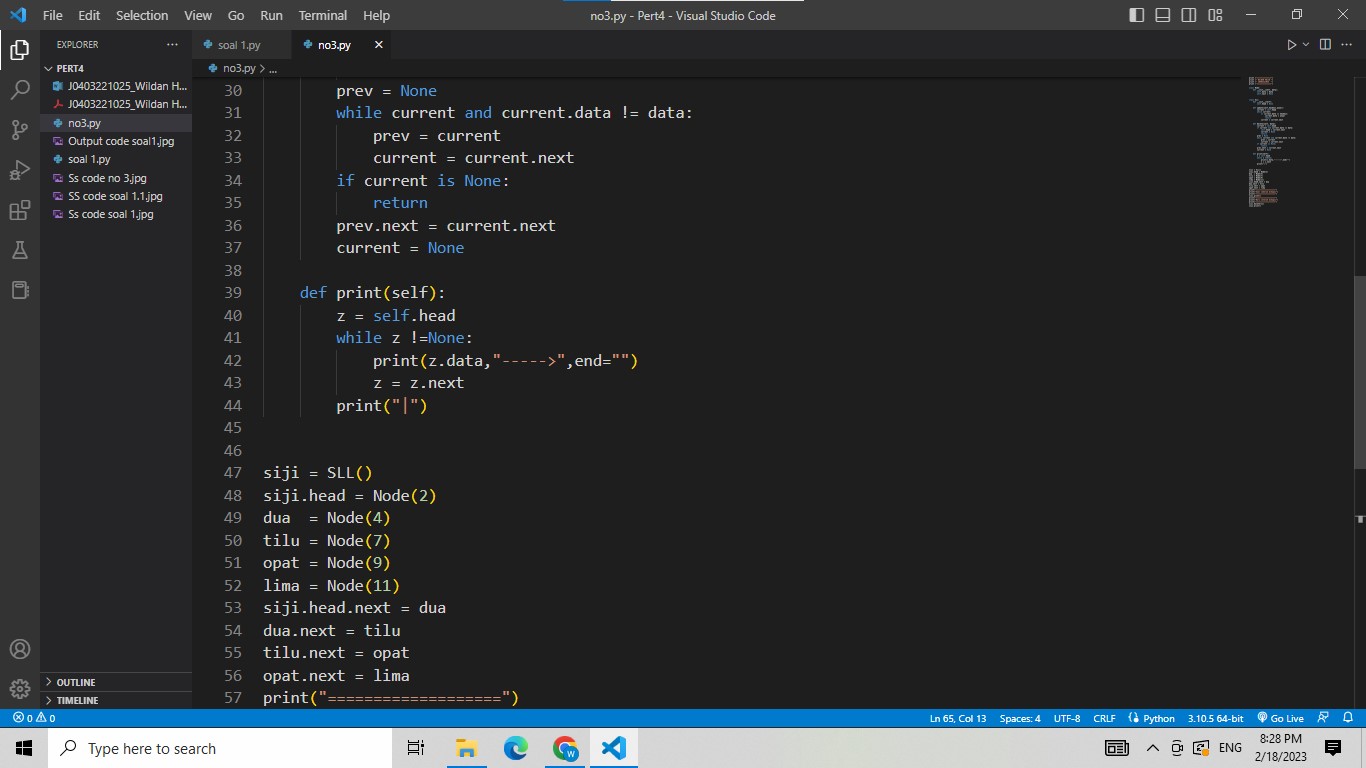 File Edit Selection View Go Run Terminal Help no3.py - Pert4 - Visual Studio Code
EXPLORER ...
PERT4
J0403221025_Wildan H...
J0403221025_Wildan H...
no3.py
Output code soal1.jpg
soal 1.py
Ss code no 3.jpg
SS code soal 1.1.jpg
Ss code soal 1.jpg
OUTLINE
TIMELINE
soal 1.py no3.py
no3.py > ...
30 prev = None
31 while current and current.data != data:
32 prev = current
33 current = current.next
34 if current is None:
35 return
36 prev.next = current.next
37 current = None
38
39 def print(self):
40 z = self.head
41 while z !=None:
42 print(z.data,"----->",end="")
43 z = z.next
44 print("|")
45
46
47 siji = SLL()
48 siji.head = Node(2)
49 dua  = Node(4)
50 tilu = Node(7)
51 opat = Node(9)
52 lima = Node(11)
53 siji.head.next = dua
54 dua.next = tilu
55 tilu.next = opat
56 opat.next = lima
57 print("===================")
0 0 Ln 65, Col 13 Spaces: 4 UTF-8 CRLF Python 3.10.5 64-bit Go Live
Type here to search
W
ENG
8:28 PM
2/18/2023